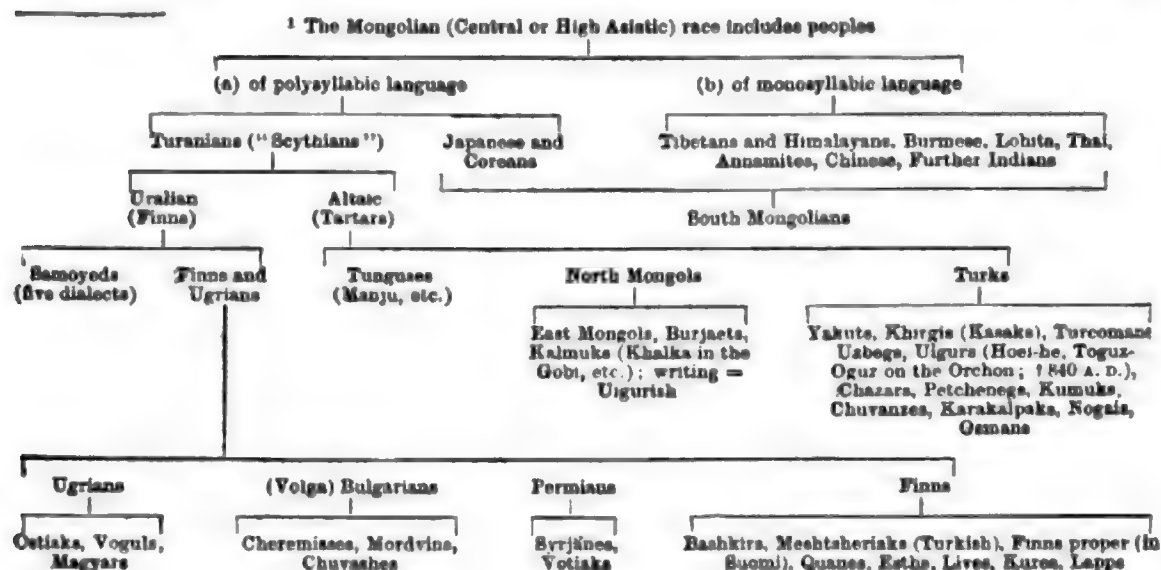 1 The Mongolian (Central or High Asiatic) race includes peoples
(a) of polysyllabic language
(b) of monosyllabic language
Turanians ("Scythians")
Japanese and
Coreans
Tibetans and Himalayans, Burmese, Lohita, Thai,
Annamites, Chinese, Further Indians
Uralian
(Finns)
Altaic
(Tartars)
South Mongolians
Samoyeds
(five dialects)
Finns and
Ugrians
Tunguses
(Manju, etc.)
North Mongols
Turks
East Mongols, Burjaets,
Kalmuks (Khalka in the
Gobi, etc.); writing =
Uigurish
Yakuts, Khirgis (Kasaks), Turcomans
Usbegs, Uigurs (Hoei-he, Toguz-
Ogur on the Orchon; † 840 A. D.),
Chazars, Petchenegs, Kumuks,
Chuvanzes, Karakalpaks, Nogais,
Osmans
Ugrians
(Volga) Bulgarians
Permians
Finns
Ostiaks, Voguls,
Magyars
Cheremisses, Mordvins,
Chuvashes
Syrjänes,
Votiaks
Bashkirs, Meshtsheriaks (Turkish), Finns proper (in
Suomi), Quanes, Esths, Lives, Kures, Lapps